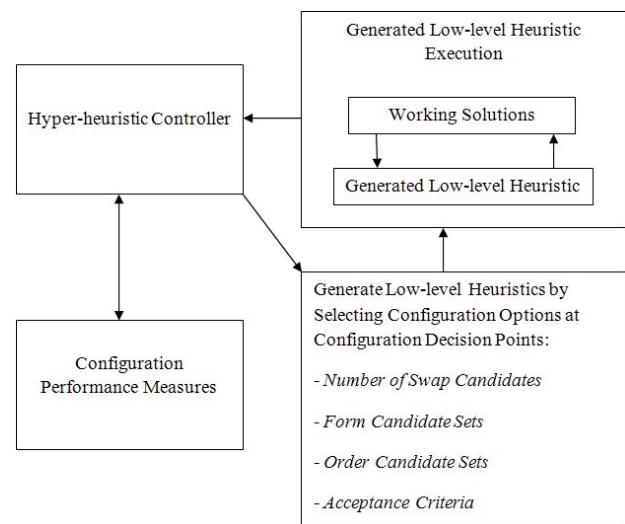 Generated Low-level Heuristic
Execution
Hyper-heuristic Controller
Working Solutions
Generated Low-level Heuristic
Generate Low-level Heuristics by
Selecting Configuration Options at
Configuration Decision Points:
- Number of Swap Candidates
- Form Candidate Sets
- Order Candidate Sets
- Acceptance Criteria
Configuration
Performance Measures